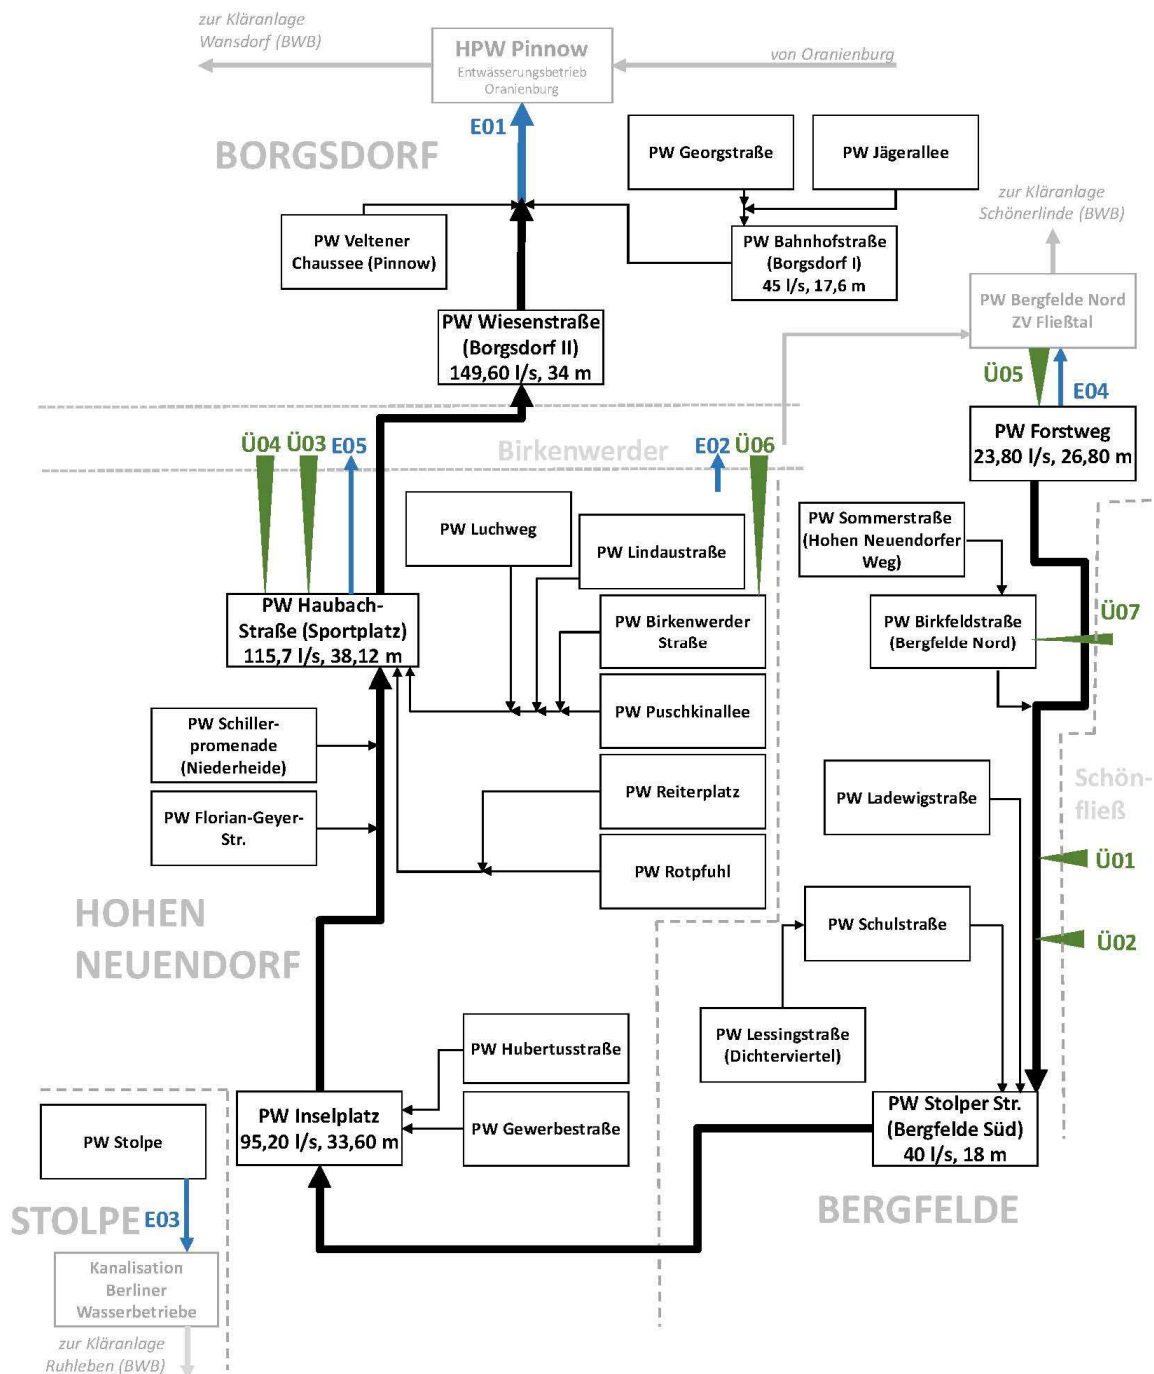 zur Kläranlage
Wansdorf (BWB)
HPW Pinnow
Entwässerungsbetrieb
Oranienburg
von Oranienburg
E01
BORGSDORF
PW Georgstraße
PW Jägerallee
zur Kläranlage
Schönerlinde (BWB)
PW Veltener
Chaussee (Pinnow)
PW Bahnhofstraße
(Borgsdorf I)
45 l/s, 17,6 m
PW Bergfelde Nord
ZV Fließtal
PW Wiesenstraße
(Borgsdorf II)
149,60 l/s, 34 m
Ü05
E04
Ü04
Ü03
E05
Birkenwerder
E02
Ü06
PW Forstweg
23,80 l/s, 26,80 m
PW Luchweg
PW Lindaustraße
PW Sommerstraße
(Hohen Neuendorfer
Weg)
PW Haubach-
Straße (Sportplatz)
115,7 l/s, 38,12 m
PW Birkenwerder
Straße
PW Birkfeldstraße
(Bergfelde Nord)
Ü07
PW Puschkinallee
PW Schiller-
promenade
(Niederheide)
PW Reiterplatz
PW Ladewigstraße
Schön-
fließ
PW Florian-Geyer-
Str.
PW Rotpfuhl
Ü01
HOHEN
NEUENDORF
PW Schulstraße
Ü02
PW Hubertusstraße
PW Lessingstraße
(Dichterviertel)
PW Inselplatz
95,20 l/s, 33,60 m
PW Gewerbestraße
PW Stolper Str.
(Bergfelde Süd)
40 l/s, 18 m
PW Stolpe
STOLPE
E03
BERGFELDE
Kanalisation
Berliner
Wasserbetriebe
zur Kläranlage
Ruhleben (BWB)